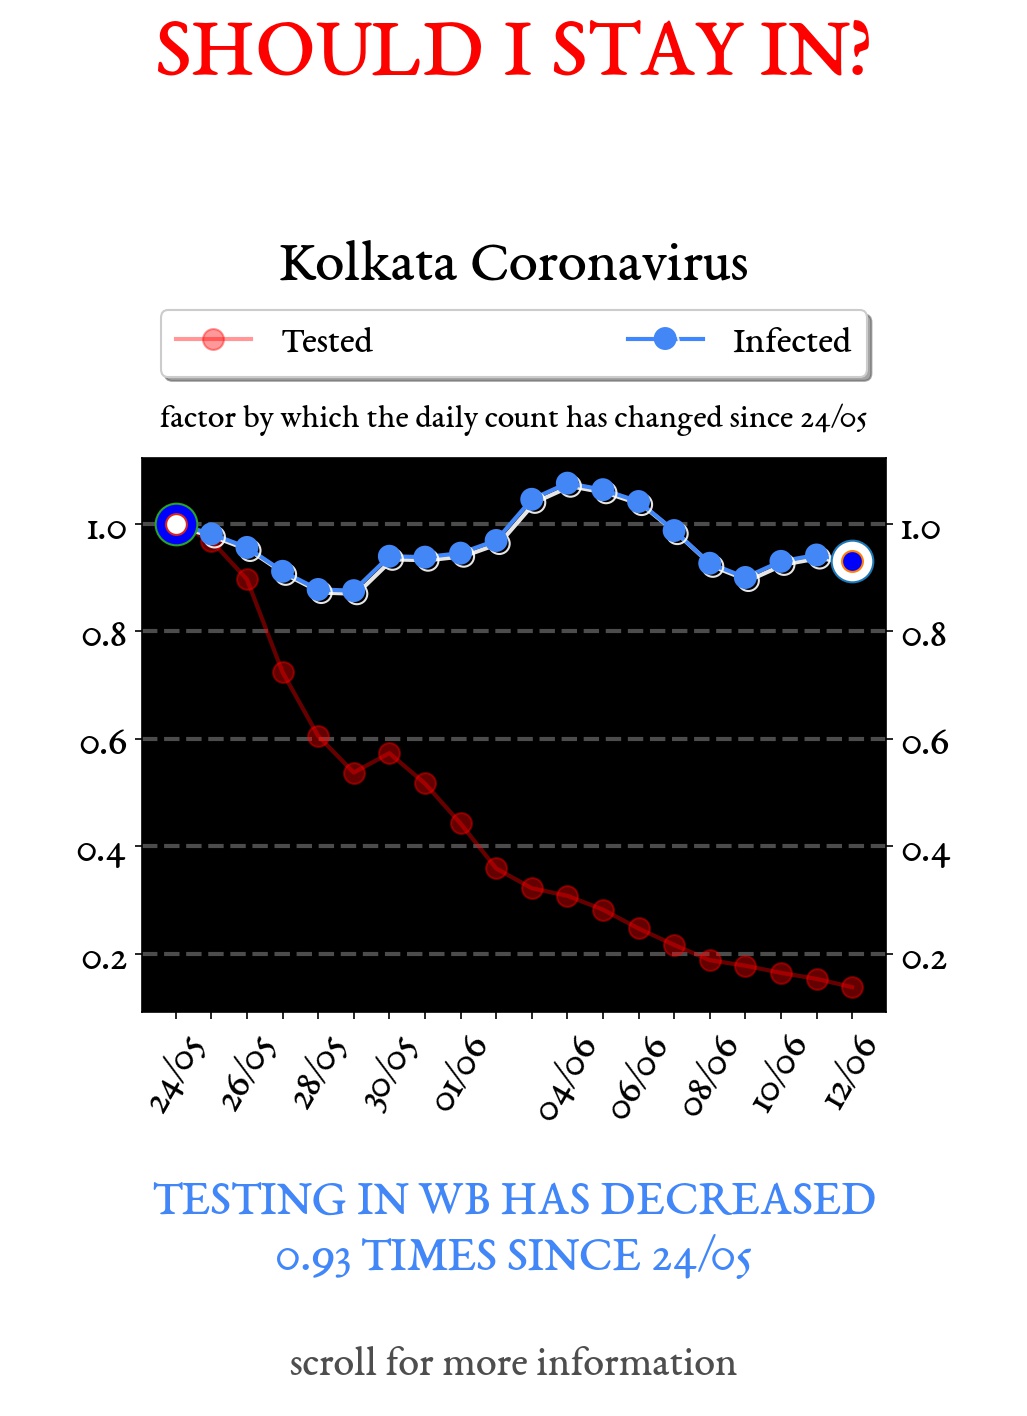 SHOULD I STAY IN?
Kolkata Coronavirus
Tested Infected
factor by which the daily count has changed since 24/05
1.0 1.0
0.8 0.8
0.6 0.6
0.4 0.4
0.2 0.2
24/05 26/05 28/05 30/05 01/06 04/06 06/06 08/06 10/06 12/06
TESTING IN WB HAS DECREASED
0.93 TIMES SINCE 24/05
scroll for more information